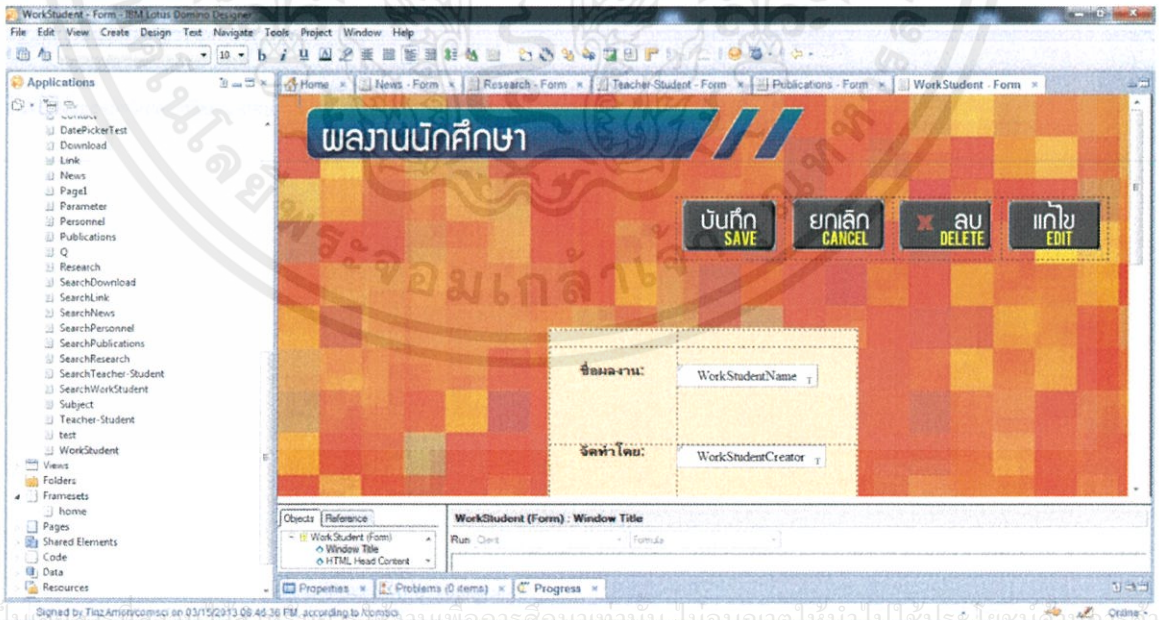 WorkStudent - Form - IBM Lotus Domino Designer
File Edit View Create Design Text Navigate Tools Project Window Help
10
Applications
Home
News - Form
Research - Form
Teacher-Student - Form
Publications - Form
WorkStudent - Form
DatePickerTest
Download
Link
News
Page1
Parameter
Personnel
Publications
Q
Research
SearchDownload
SearchLink
SearchNews
SearchPersonnel
SearchPublications
SearchResearch
SearchTeacher-Student
SearchWorkStudent
Subject
Teacher-Student
test
WorkStudent
Views
Folders
Framesets
home
Pages
Shared Elements
Code
Data
Resources
ผลงานนักศึกษา
บันทึก
SAVE
ยกเลิก
CANCEL
X ลบ
DELETE
แก้ไข
EDIT
ชื่อผลงาน:
WorkStudentName T
จัดทำโดย:
WorkStudentCreator T
Objects Reference
WorkStudent (Form)
Window Title
HTML Head Content
WorkStudent (Form) : Window Title
Run Client Formula
Properties
Problems (0 items)
Progress
Online